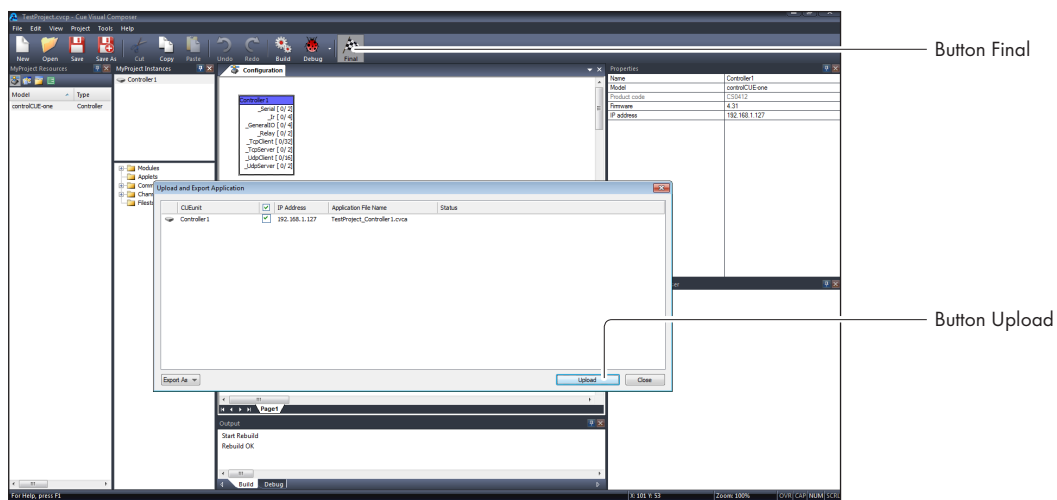 TestProject.cvcp - Cue Visual Composer
File Edit View Project Tools Help
New Open Save Save As Cut Copy Paste Undo Redo Build Debug Final
Button Final
MyProject Resources
MyProject Instances
Configuration
Properties
Model Type
controlCUE-one Controller
Controller1
Name Controller1
Model controlCUE-one
Product code CS0412
Firmware 4.31
IP address 192.168.1.127
Controller1
_Serial [ 0/ 2]
_Ir [ 0/ 4]
_GeneralIO [ 0/ 4]
_Relay [ 0/ 2]
_TcpClient [ 0/32]
_TcpServer [ 0/ 2]
_UdpClient [ 0/16]
_UdpServer [ 0/ 2]
Modules
Applets
Comm
Chan
Upload and Export Application
CUEunit IP Address Application File Name Status
Controller1 192.168.1.127 TestProject_Controller1.cvca
Button Upload
Export As Upload Close
Page1
Output
Start Rebuild
Rebuild OK
Build Debug
For Help, press F1
X: 101 Y: 53 Zoom: 100% OVR CAP NUM SCRL